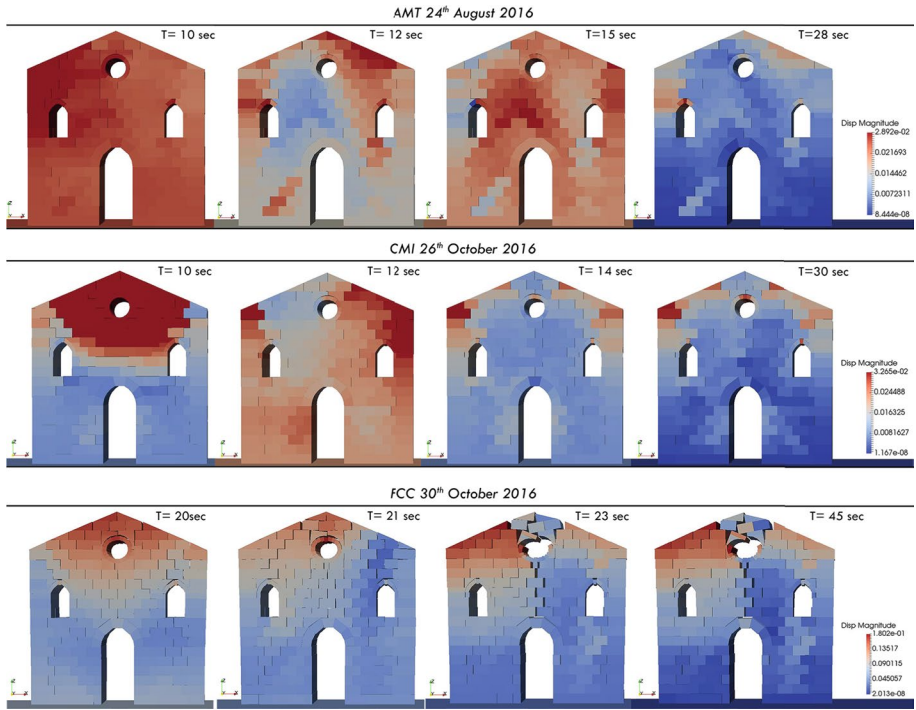 AMT 24th August 2016
T= 10 sec
T= 12 sec
T=15 sec
T=28 sec
Disp Magnitude
2.892e-02
0.021693
0.014462
0.0072311
8.444e-08
CMI 26th October 2016
T= 10 sec
T= 12 sec
T= 14 sec
T=30 sec
Disp Magnitude
3.265e-02
0.024488
0.016325
0.0081627
1.167e-08
FCC 30th October 2016
T= 20sec
T= 21 sec
T= 23 sec
T= 45 sec
Disp Magnitude
1.802e-01
0.13517
0.090115
0.045057
2.013e-08